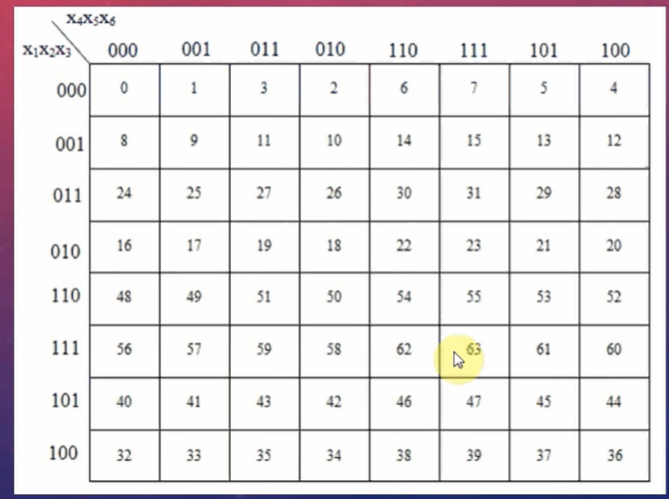 X4X5X6
X1X2X3 000 001 011 010 110 111 101 100
000 0 1 3 2 6 7 5 4
001 8 9 11 10 14 15 13 12
011 24 25 27 26 30 31 29 28
010 16 17 19 18 22 23 21 20
110 48 49 51 50 54 55 53 52
111 56 57 59 58 62 63 61 60
101 40 41 43 42 46 47 45 44
100 32 33 35 34 38 39 37 36